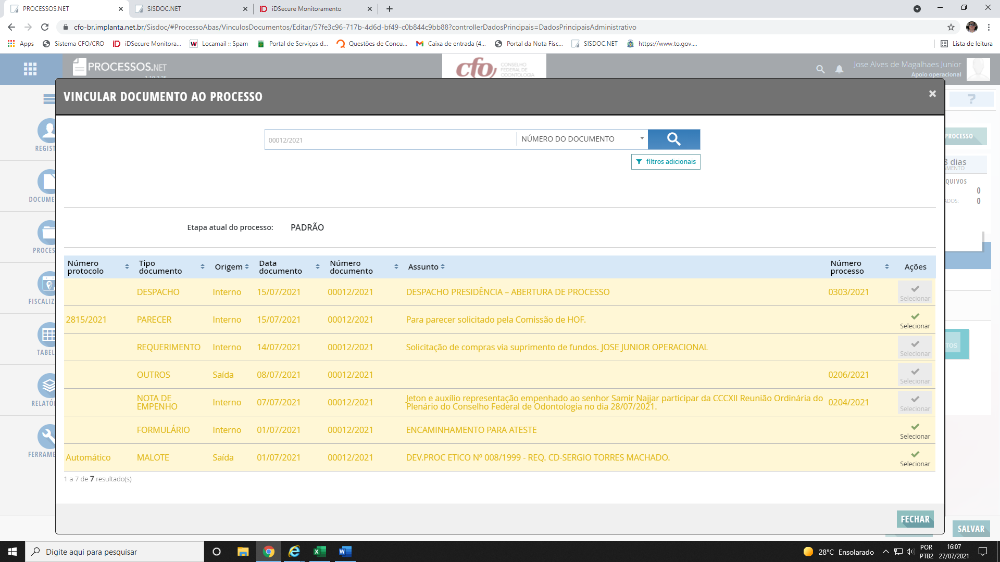 PROCESSOS.NET
SISDOC.NET
iD iDSecure Monitoramento
cfo-br.implanta.net.br/Sisdoc/#ProcessoAbas/VinculosDocumentos/Editar/57fe3c96-717b-4d6d-bf49-c0b844c9bb88?controllerDadosPrincipais=DadosPrincipaisAdministrativo
Apps
Sistema CFO/CRO
iD iDSecure Monitora...
W Locamail :: Spam
Portal de Serviços d...
Questões de Concu...
Caixa de entrada (4...
Portal da Nota Fisc...
SISDOC.NET
https://www.to.gov....
Lista de leitura
PROCESSOS.NET
cfo CONSELHO
FEDERAL DE
ODONTOLOGIA
Jose Alves de Magalhaes Junior
Apoio operacional
VINCULAR DOCUMENTO AO PROCESSO
×
?
REGIST
DOCUME
PROCES
FISCALIZA
TABEL
RELATÓ
FERRAME
00012/2021
NÚMERO DO DOCUMENTO
filtros adicionais
PROCESSO
8 dias
AMENTO
QUIVOS
0
ADOS: 0
TOS
Etapa atual do processo: PADRÃO
Número protocolo Tipo documento Origem Data documento Número documento Assunto Número processo Ações
DESPACHO Interno 15/07/2021 00012/2021 DESPACHO PRESIDÊNCIA – ABERTURA DE PROCESSO 0303/2021 Selecionar
2815/2021 PARECER Interno 15/07/2021 00012/2021 Para parecer solicitado pela Comissão de HOF. Selecionar
REQUERIMENTO Interno 14/07/2021 00012/2021 Solicitação de compras via suprimento de fundos. JOSE JUNIOR OPERACIONAL Selecionar
OUTROS Saída 08/07/2021 00012/2021 0206/2021 Selecionar
NOTA DE EMPENHO Interno 07/07/2021 00012/2021 Jeton e auxílio representação empenhado ao senhor Samir Najjar participar da CCCXII Reunião Ordinária do
Plenário do Conselho Federal de Odontologia no dia 28/07/2021. 0204/2021 Selecionar
FORMULÁRIO Interno 01/07/2021 00012/2021 ENCAMINHAMENTO PARA ATESTE Selecionar
Automático MALOTE Saída 01/07/2021 00012/2021 DEV.PROC ETICO Nº 008/1999 - REQ. CD-SERGIO TORRES MACHADO. Selecionar
1 a 7 de 7 resultado(s)
FECHAR
SALVAR
Digite aqui para pesquisar
28°C Ensolarado
POR
PTB2
16:07
27/07/2021